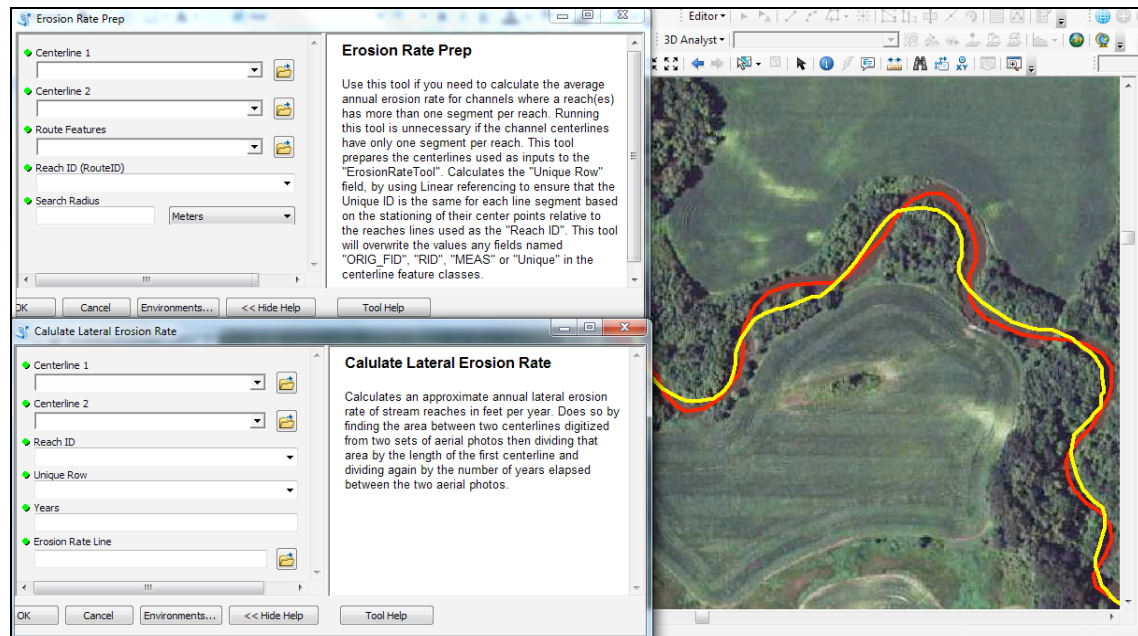 Erosion Rate Prep
Centerline 1
Centerline 2
Route Features
Reach ID (RouteID)
Search Radius
Meters
Erosion Rate Prep
Use this tool if you need to calculate the average
annual erosion rate for channels where a reach(es)
has more than one segment per reach. Running
this tool is unnecessary if the channel centerlines
have only one segment per reach. This tool
prepares the centerlines used as inputs to the
"ErosionRateTool". Calculates the "Unique Row"
field, by using Linear referencing to ensure that the
Unique ID is the same for each line segment based
on the stationing of their center points relative to
the reaches lines used as the "Reach ID". This tool
will overwrite the values any fields named
"ORIG_FID", "RID", "MEAS" or "Unique" in the
centerline feature classes.
OK
Cancel
Environments...
<< Hide Help
Tool Help
Calulate Lateral Erosion Rate
Centerline 1
Centerline 2
Reach ID
Unique Row
Years
Erosion Rate Line
Calulate Lateral Erosion Rate
Calculates an approximate annual lateral erosion
rate of stream reaches in feet per year. Does so by
finding the area between two centerlines digitized
from two sets of aerial photos then dividing that
area by the length of the first centerline and
dividing again by the number of years elapsed
between the two aerial photos.
OK
Cancel
Environments...
<< Hide Help
Tool Help
Editor
3D Analyst
XY